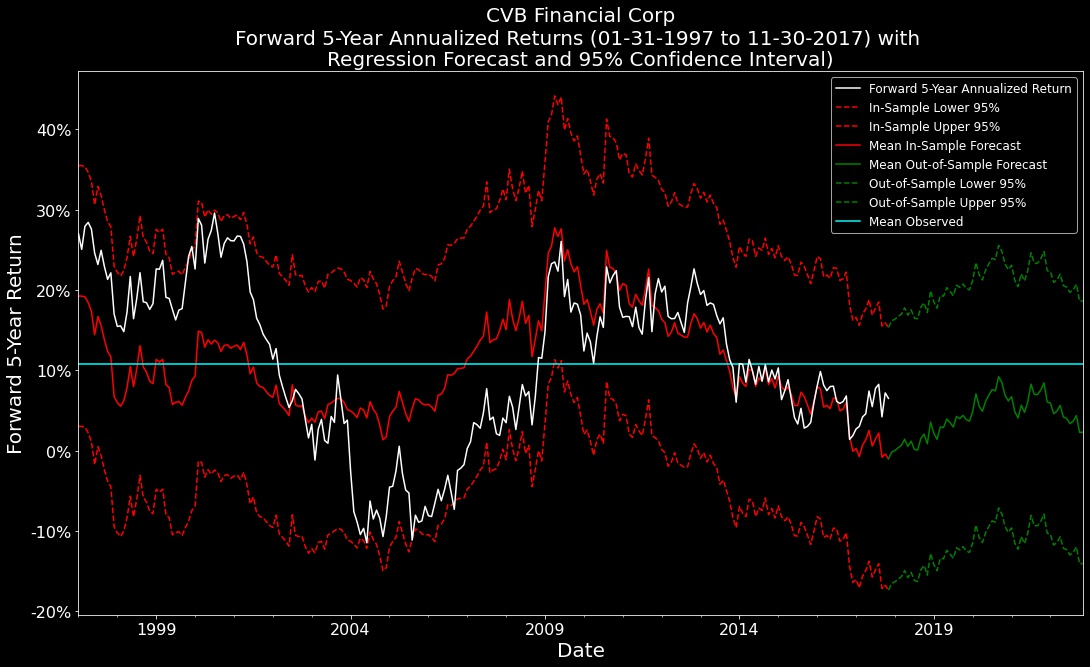 CVB Financial Corp
Forward 5-Year Annualized Returns (01-31-1997 to 11-30-2017) with
Regression Forecast and 95% Confidence Interval)
Forward 5-Year Annualized Return
In-Sample Lower 95%
In-Sample Upper 95%
Mean In-Sample Forecast
Mean Out-of-Sample Forecast
Out-of-Sample Lower 95%
Out-of-Sample Upper 95%
Mean Observed
Forward 5-Year Return
40%
30%
20%
10%
0%
-10%
-20%
1999
2004
2009
2014
2019
Date